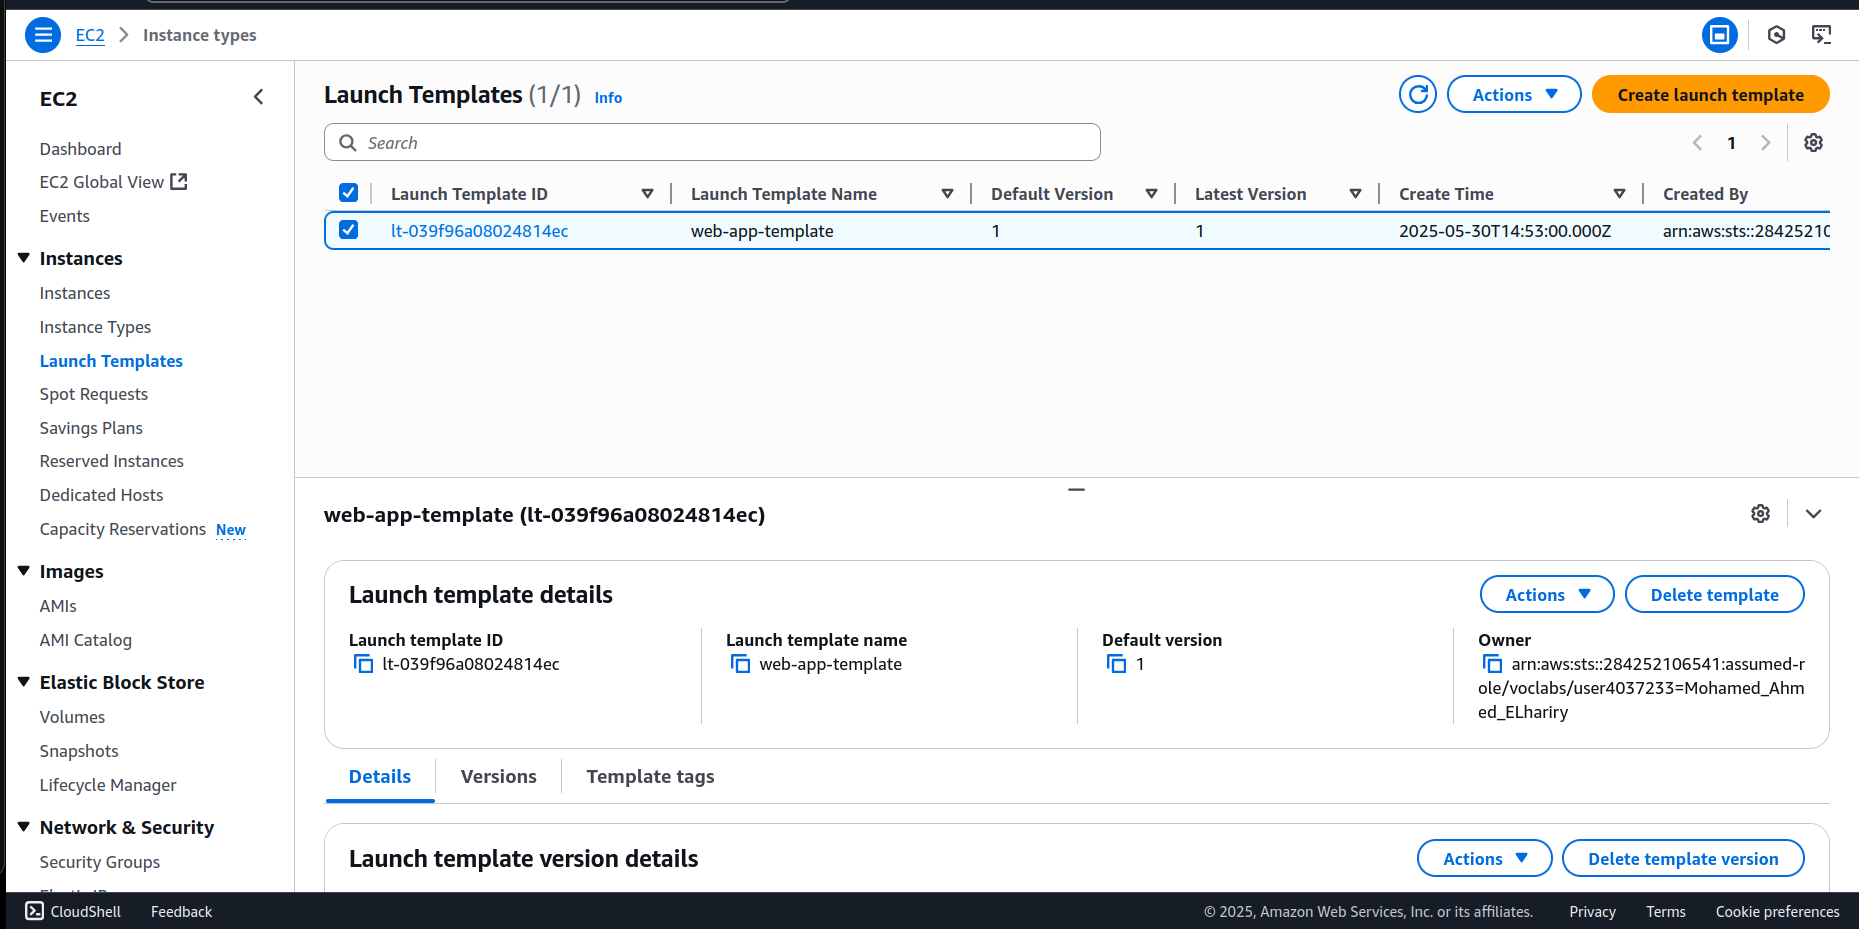 EC2 > Instance types
EC2
Dashboard
EC2 Global View
Events
Instances
Instances
Instance Types
Launch Templates
Spot Requests
Savings Plans
Reserved Instances
Dedicated Hosts
Capacity Reservations New
Images
AMIs
AMI Catalog
Elastic Block Store
Volumes
Snapshots
Lifecycle Manager
Network & Security
Security Groups
Launch Templates (1/1) Info
Actions
Create launch template
Search
1
Launch Template ID Launch Template Name Default Version Latest Version Create Time Created By
lt-039f96a08024814ec web-app-template 1 1 2025-05-30T14:53:00.000Z arn:aws:sts::28425210
web-app-template (lt-039f96a08024814ec)
Launch template details
Actions
Delete template
Launch template ID
lt-039f96a08024814ec
Launch template name
web-app-template
Default version
1
Owner
arn:aws:sts::284252106541:assumed-r
ole/voclabs/user4037233=Mohamed_Ahm
ed_ELhariry
Details Versions Template tags
Launch template version details
Actions
Delete template version
CloudShell Feedback
© 2025, Amazon Web Services, Inc. or its affiliates. Privacy Terms Cookie preferences